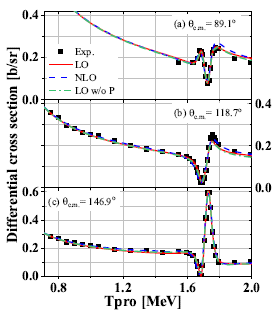 0.4
(a) θc.m. = 89.1°
Exp.
LO
NLO
LO w/o P
0.2
0.0
(b) θc.m. = 118.7°
0.4
0.2
0.0
(c) θc.m. = 146.9°
0.6
0.4
0.2
0.0
0.8 1.2 1.6 2.0
Tpro [MeV]
Differential cross section [b/sr]